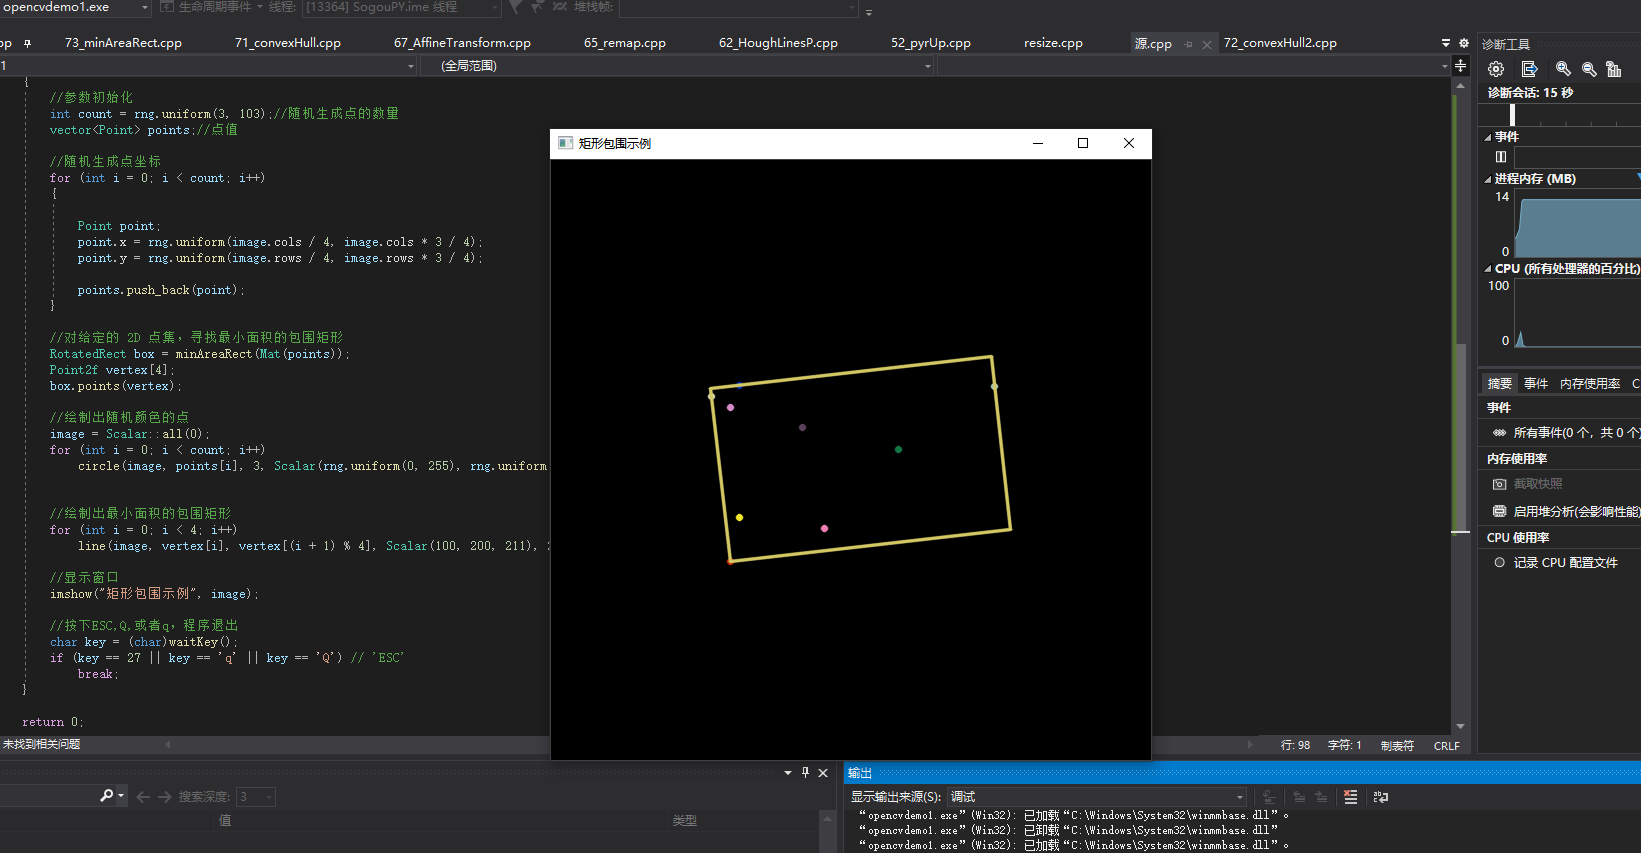 opencvdemo1.exe 生命周期事件 线程: [13364] SogouPY.ime 线程 堆栈帧:
pp 73_minAreaRect.cpp 71_convexHull.cpp 67_AffineTransform.cpp 65_remap.cpp 62_HoughLinesP.cpp 52_pyrUp.cpp resize.cpp 源.cpp 72_convexHull2.cpp
1 (全局范围)
{
//参数初始化
int count = rng.uniform(3, 103);//随机生成点的数量
vector<Point> points;//点值
//随机生成点坐标
for (int i = 0; i < count; i++)
{
Point point;
point.x = rng.uniform(image.cols / 4, image.cols * 3 / 4);
point.y = rng.uniform(image.rows / 4, image.rows * 3 / 4);
points.push_back(point);
}
//对给定的 2D 点集，寻找最小面积的包围矩形
RotatedRect box = minAreaRect(Mat(points));
Point2f vertex[4];
box.points(vertex);
//绘制出随机颜色的点
image = Scalar::all(0);
for (int i = 0; i < count; i++)
circle(image, points[i], 3, Scalar(rng.uniform(0, 255), rng.uniform
//绘制出最小面积的包围矩形
for (int i = 0; i < 4; i++)
line(image, vertex[i], vertex[(i + 1) % 4], Scalar(100, 200, 211), 2
//显示窗口
imshow("矩形包围示例", image);
//按下ESC,Q,或者q，程序退出
char key = (char)waitKey();
if (key == 27 || key == 'q' || key == 'Q') // 'ESC'
break;
}
return 0;
未找到相关问题
行: 98 字符: 1 制表符 CRLF
矩形包围示例
诊断工具
诊断会话: 15 秒
事件
进程内存 (MB)
14
0
CPU (所有处理器的百分比)
100
0
摘要 事件 内存使用率 C
事件
所有事件(0 个，共 0 个)
内存使用率
截取快照
启用堆分析(会影响性能)
CPU 使用率
记录 CPU 配置文件
搜索深度: 3
值 类型
输出
显示输出来源(S): 调试
“opencvdemo1.exe”(Win32): 已加载“C:\Windows\System32\winmmbase.dll”。
“opencvdemo1.exe”(Win32): 已卸载“C:\Windows\System32\winmmbase.dll”
“opencvdemo1.exe”(Win32): 已加载“C:\Windows\System32\winmmbase.dll”。